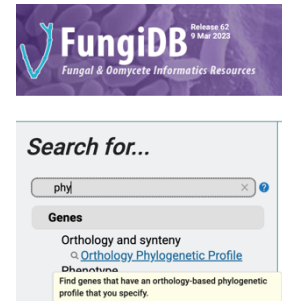 FungiDB
Release 62
9 Mar 2023
Fungal & Oomycete Informatics Resources
Search for...
phy
Genes
Orthology and synteny
Orthology Phylogenetic Profile
Phenotype
Find genes that have an orthology-based phylogenetic
profile that you specify.